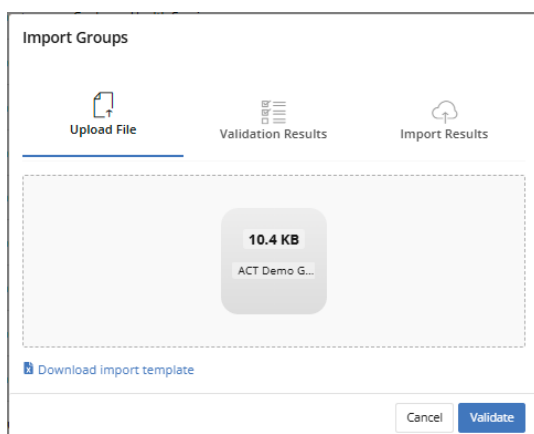 Import Groups
Upload File
Validation Results
Import Results
10.4 KB
ACT Demo G...
Download import template
Cancel
Validate